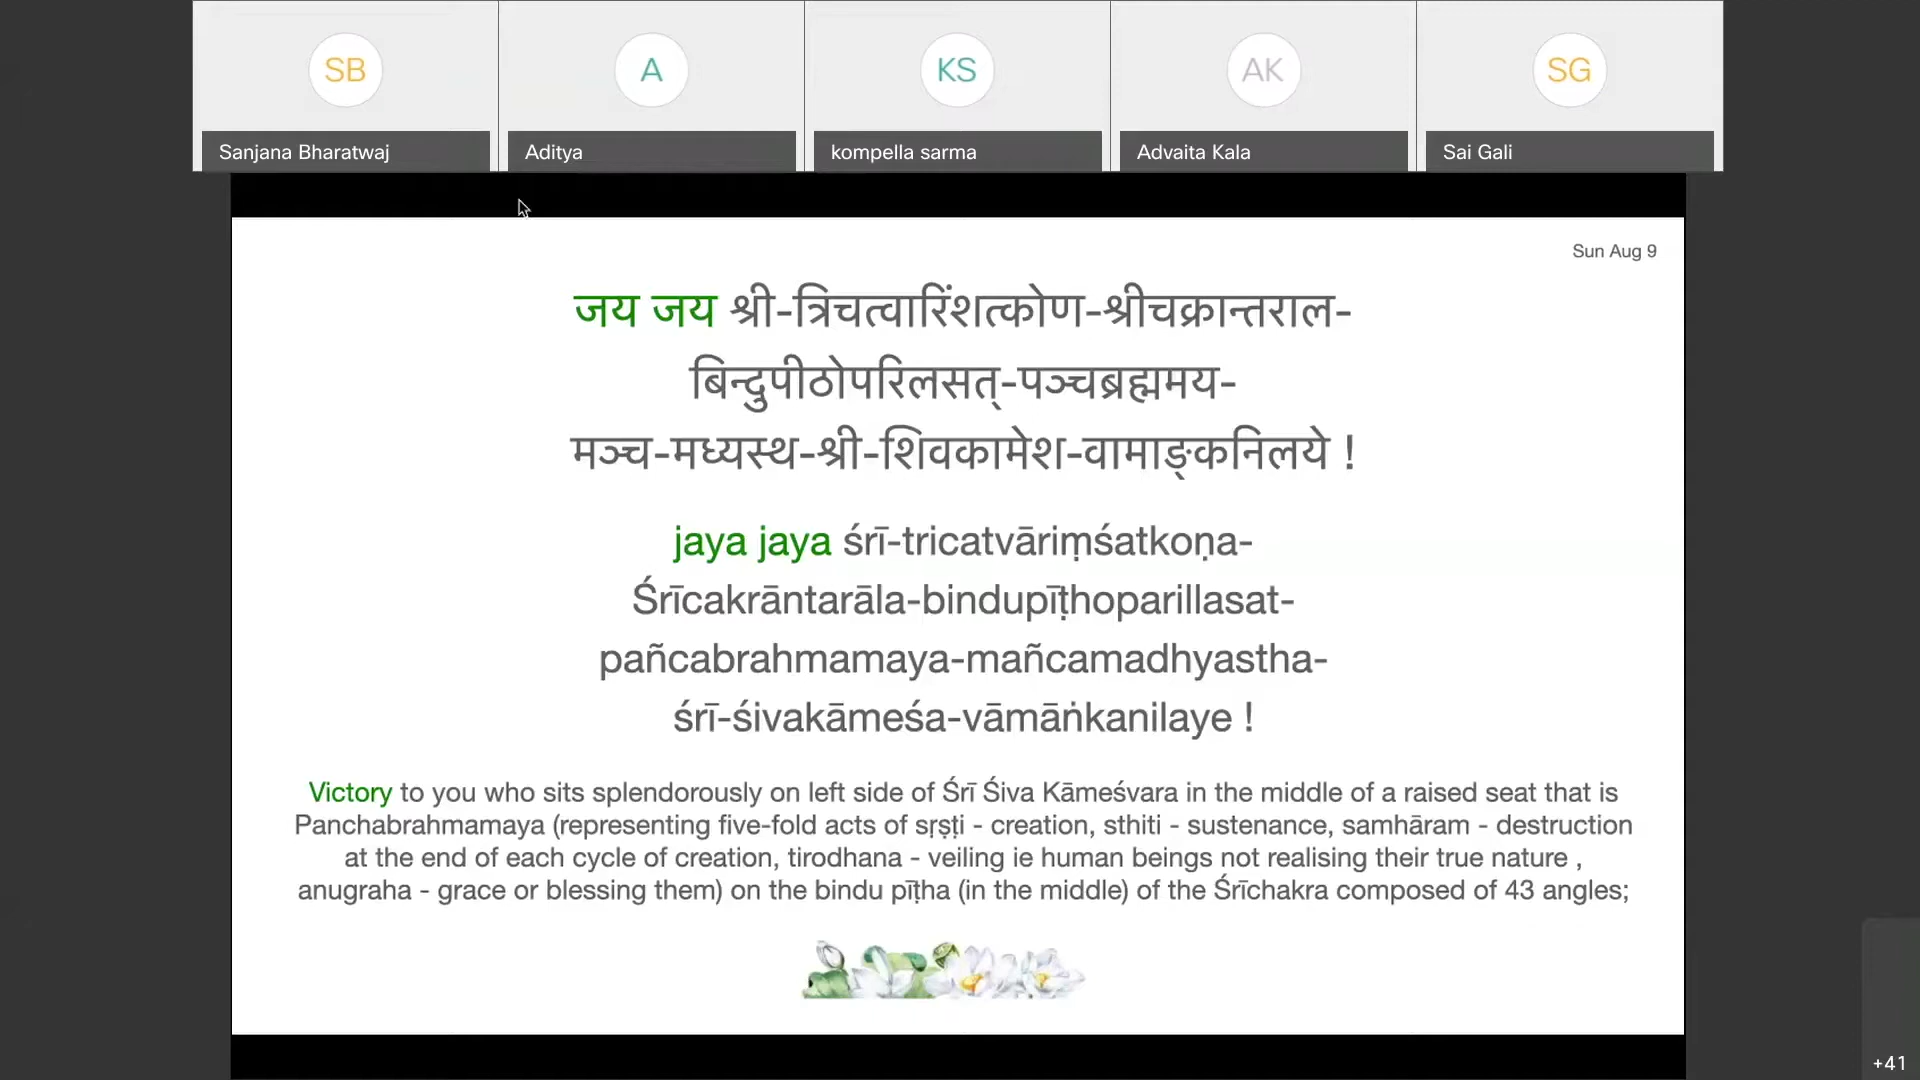 SB
A
KS
AK
SG
Sanjana Bharatwaj
Aditya
kompella sarma
Advaita Kala
Sai Gali
Sun Aug 9
जय जय श्री-त्रिचत्वारिंशत्कोण-श्रीचक्रान्तराल-
बिन्दुपीठोपरिलसत्-पञ्चब्रह्ममय-
मञ्च-मध्यस्थ-श्री-शिवकामेश-वामाङ्कनिलये !
jaya jaya śrī-tricatvāriṃśatkoṇa-
Śrīcakrāntarāla-bindupīṭhoparillasat-
pañcabrahmamaya-mañcamadhyastha-
śrī-śivakāmeśa-vāmāṅkanilaye !
Victory to you who sits splendorously on left side of Śrī Śiva Kāmeśvara in the middle of a raised seat that is
Panchabrahmamaya (representing five-fold acts of sṛṣṭi - creation, sthiti - sustenance, samhāram - destruction
at the end of each cycle of creation, tirodhana - veiling ie human beings not realising their true nature ,
anugraha - grace or blessing them) on the bindu pīṭha (in the middle) of the Śrīchakra composed of 43 angles;
+41